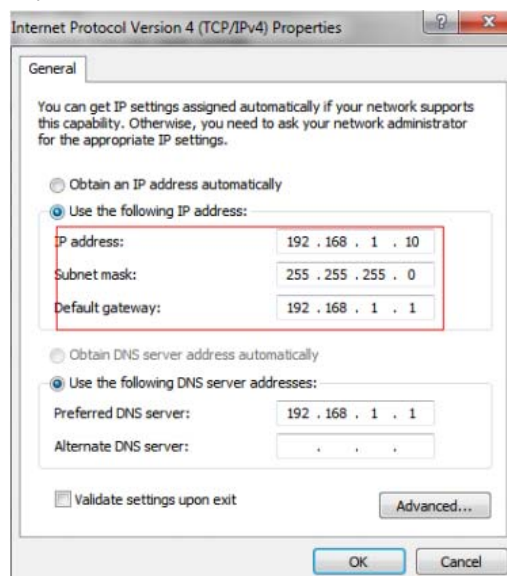 Internet Protocol Version 4 (TCP/IPv4) Properties
General
You can get IP settings assigned automatically if your network supports
this capability. Otherwise, you need to ask your network administrator
for the appropriate IP settings.
Obtain an IP address automatically
Use the following IP address:
IP address: 192 . 168 . 1 . 10
Subnet mask: 255 . 255 . 255 . 0
Default gateway: 192 . 168 . 1 . 1
Obtain DNS server address automatically
Use the following DNS server addresses:
Preferred DNS server: 192 . 168 . 1 . 1
Alternate DNS server: . . .
Validate settings upon exit
Advanced...
OK Cancel